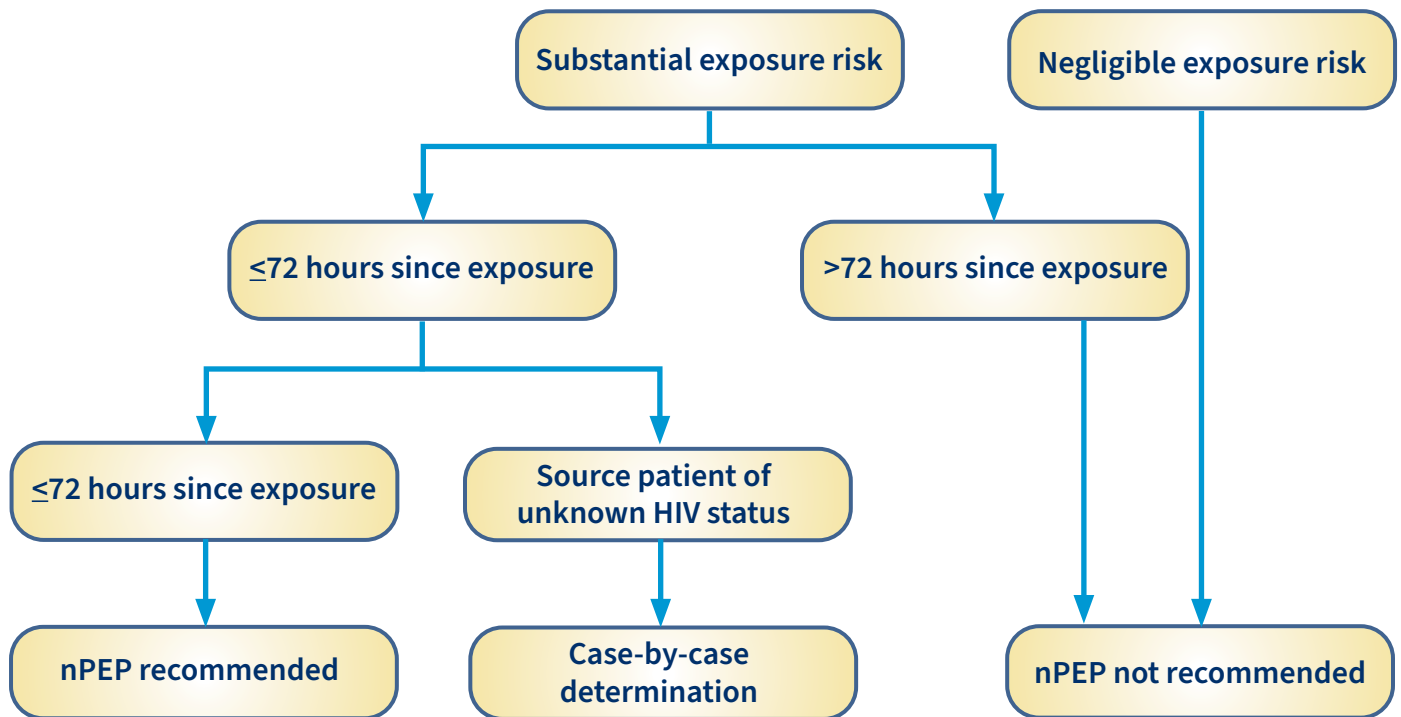 Substantial exposure risk
Negligible exposure risk
≤72 hours since exposure
>72 hours since exposure
≤72 hours since exposure
Source patient of
unknown HIV status
nPEP recommended
Case-by-case
determination
nPEP not recommended